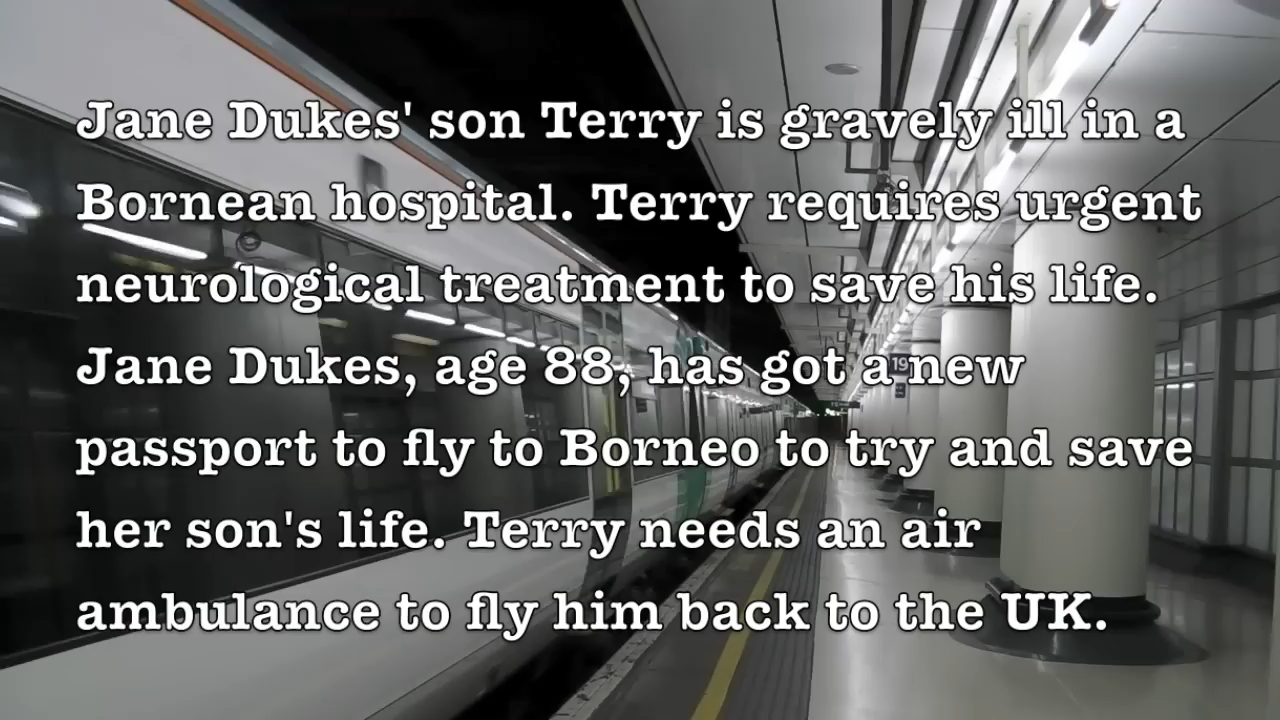 Jane Dukes' son Terry is gravely ill in a
Bornean hospital. Terry requires urgent
neurological treatment to save his life.
Jane Dukes, age 88, has got a new
passport to fly to Borneo to try and save
her son's life. Terry needs an air
ambulance to fly him back to the UK.
19